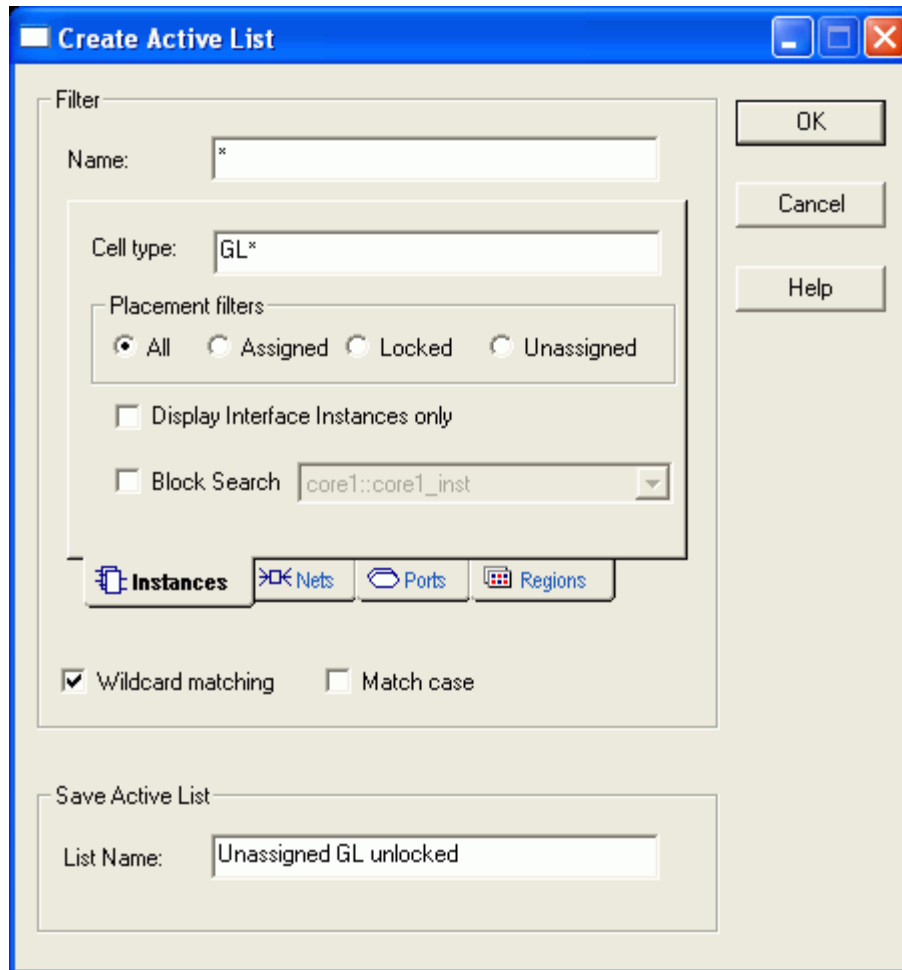 Create Active List
Filter
OK
Name: *
Cancel
Cell type: GL*
Help
Placement filters
All Assigned Locked Unassigned
Display Interface Instances only
Block Search core1::core1_inst
Instances Nets Ports Regions
Wildcard matching Match case
Save Active List
List Name: Unassigned GL unlocked